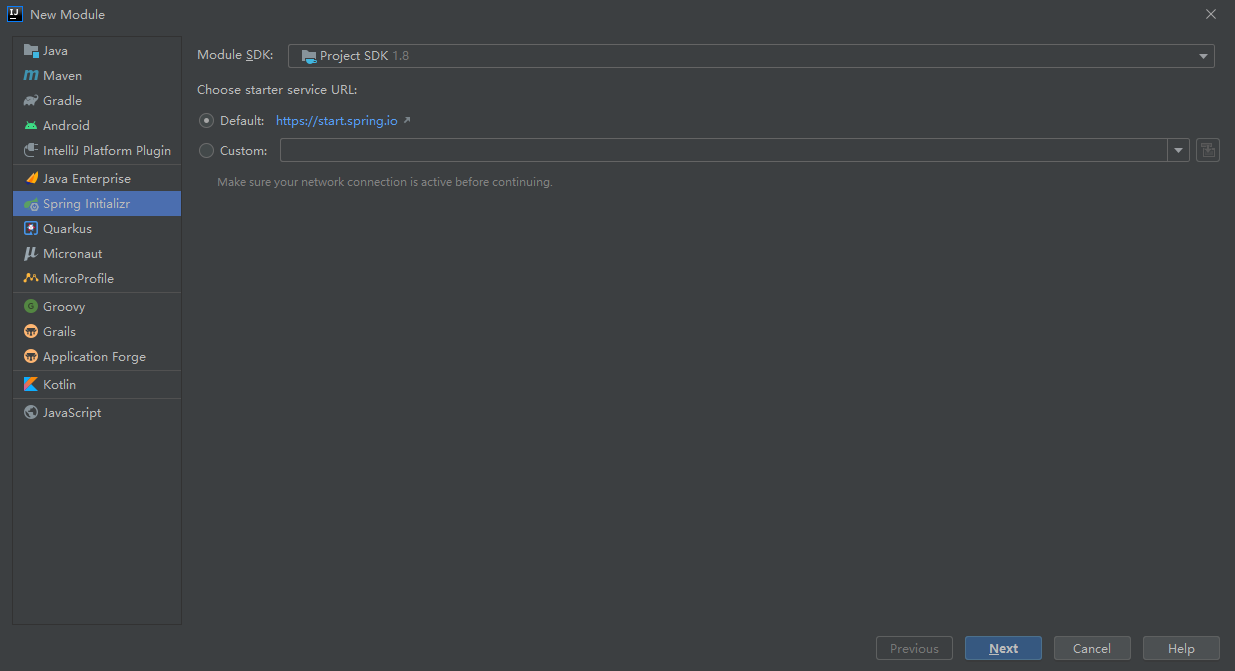 New Module
Java
Maven
Gradle
Android
IntelliJ Platform Plugin
Java Enterprise
Spring Initializr
Quarkus
Micronaut
MicroProfile
Groovy
Grails
Application Forge
Kotlin
JavaScript
Module SDK: Project SDK 1.8
Choose starter service URL:
Default: https://start.spring.io
Custom:
Make sure your network connection is active before continuing.
Previous Next Cancel Help